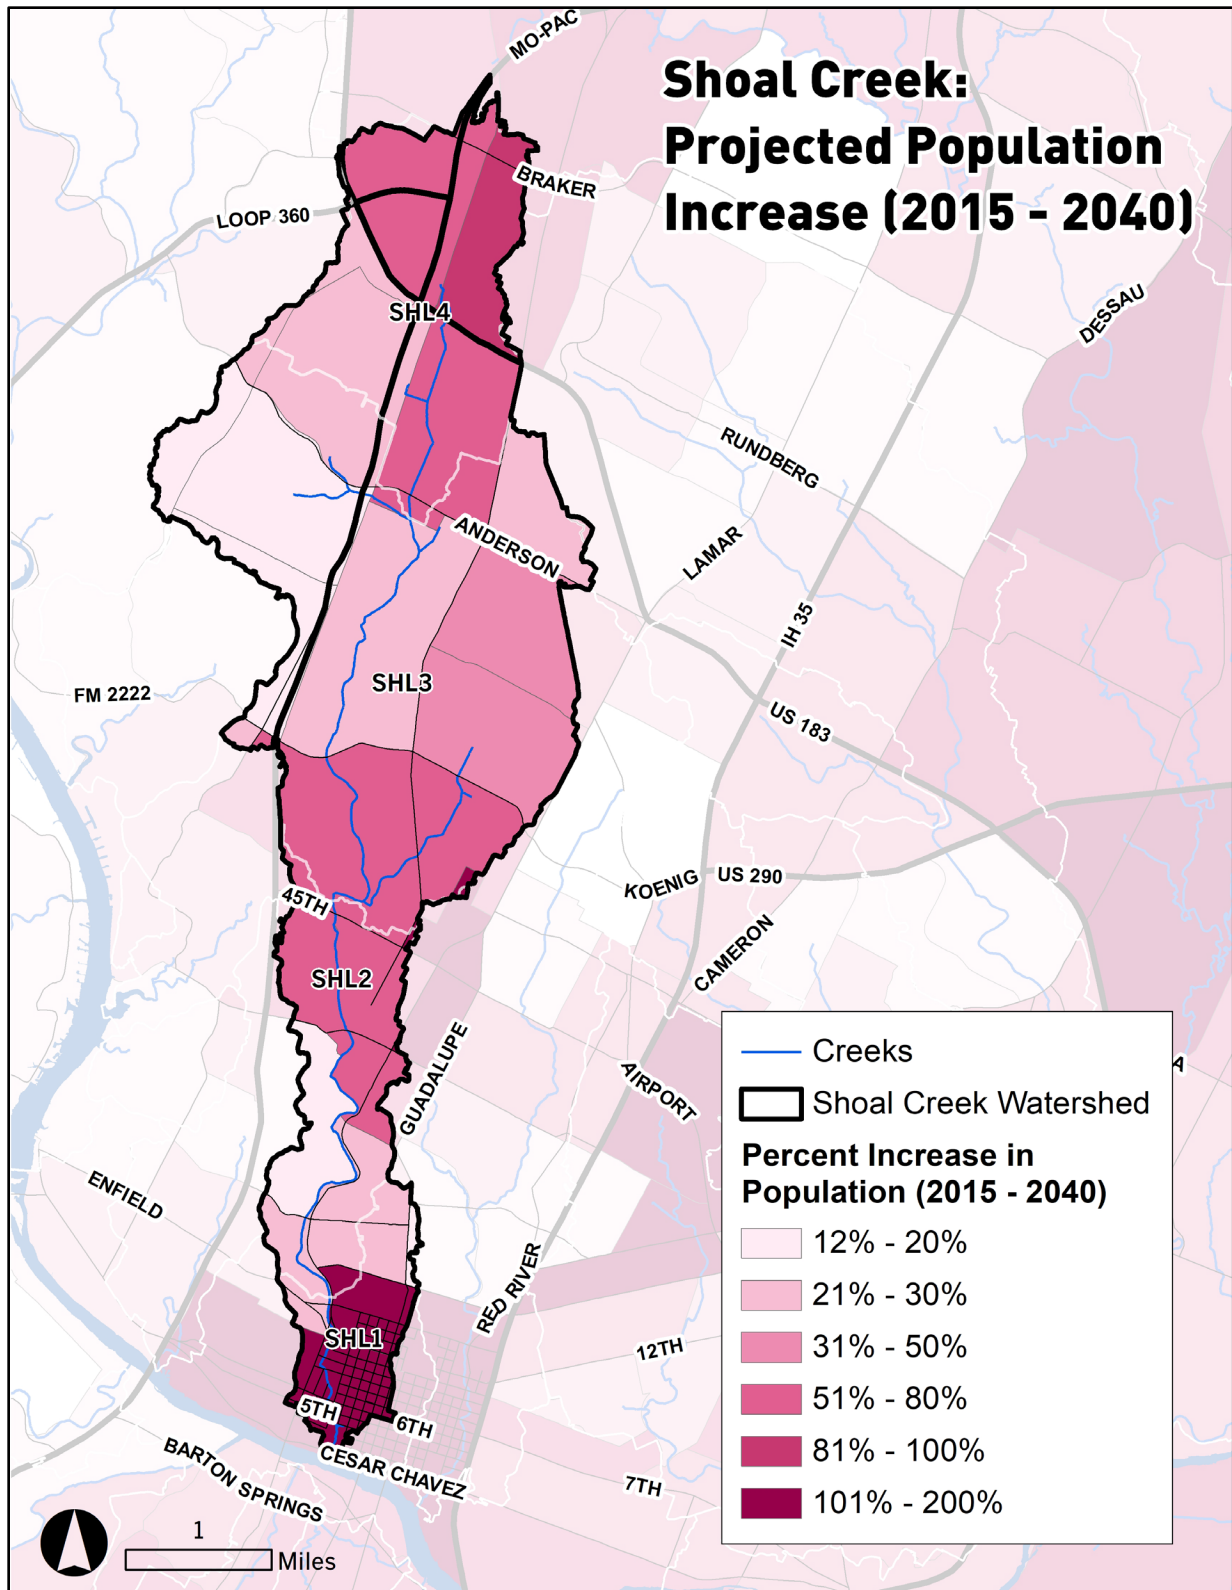 MO-PAC
Shoal Creek:
Projected Population
Increase (2015 - 2040)
BRAKER
LOOP 360
DESSAU
SHL4
RUNDBERG
ANDERSON
LAMAR
IH 35
SHL3
FM 2222
US 183
KOENIG
US 290
45TH
CAMERON
SHL2
GUADALUPE
AIRPORT
ENFIELD
RED RIVER
SHL1
12TH
5TH
6TH
CESAR CHAVEZ
BARTON SPRINGS
7TH
A
Creeks
Shoal Creek Watershed
Percent Increase in
Population (2015 - 2040)
12% - 20%
21% - 30%
31% - 50%
51% - 80%
81% - 100%
101% - 200%
1
Miles